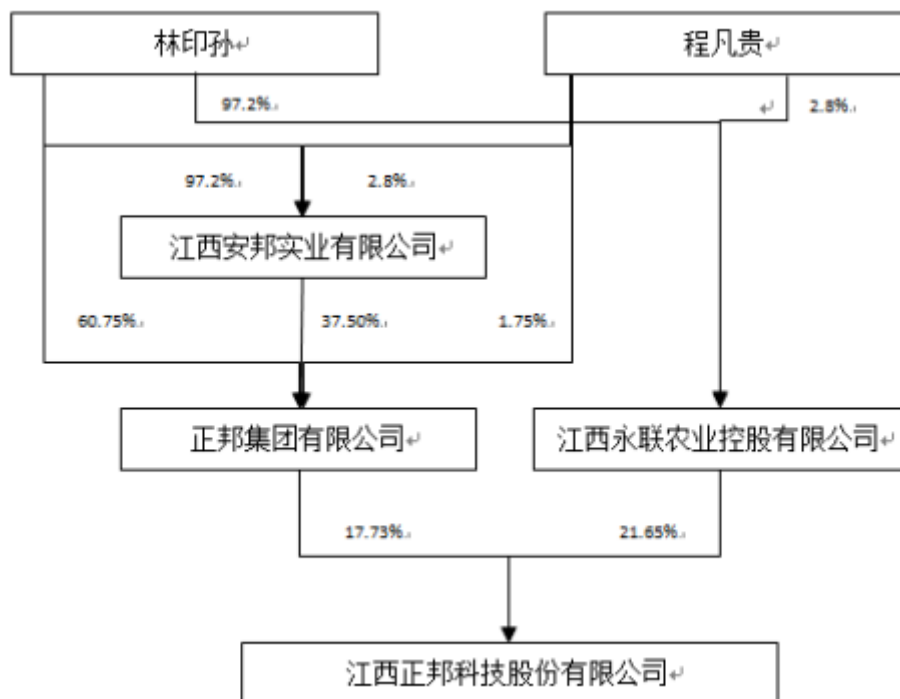 林印孙
程凡贵
97.2%
2.8%
97.2%
2.8%
江西安邦实业有限公司
60.75%
37.50%
1.75%
正邦集团有限公司
江西永联农业控股有限公司
17.73%
21.65%
江西正邦科技股份有限公司